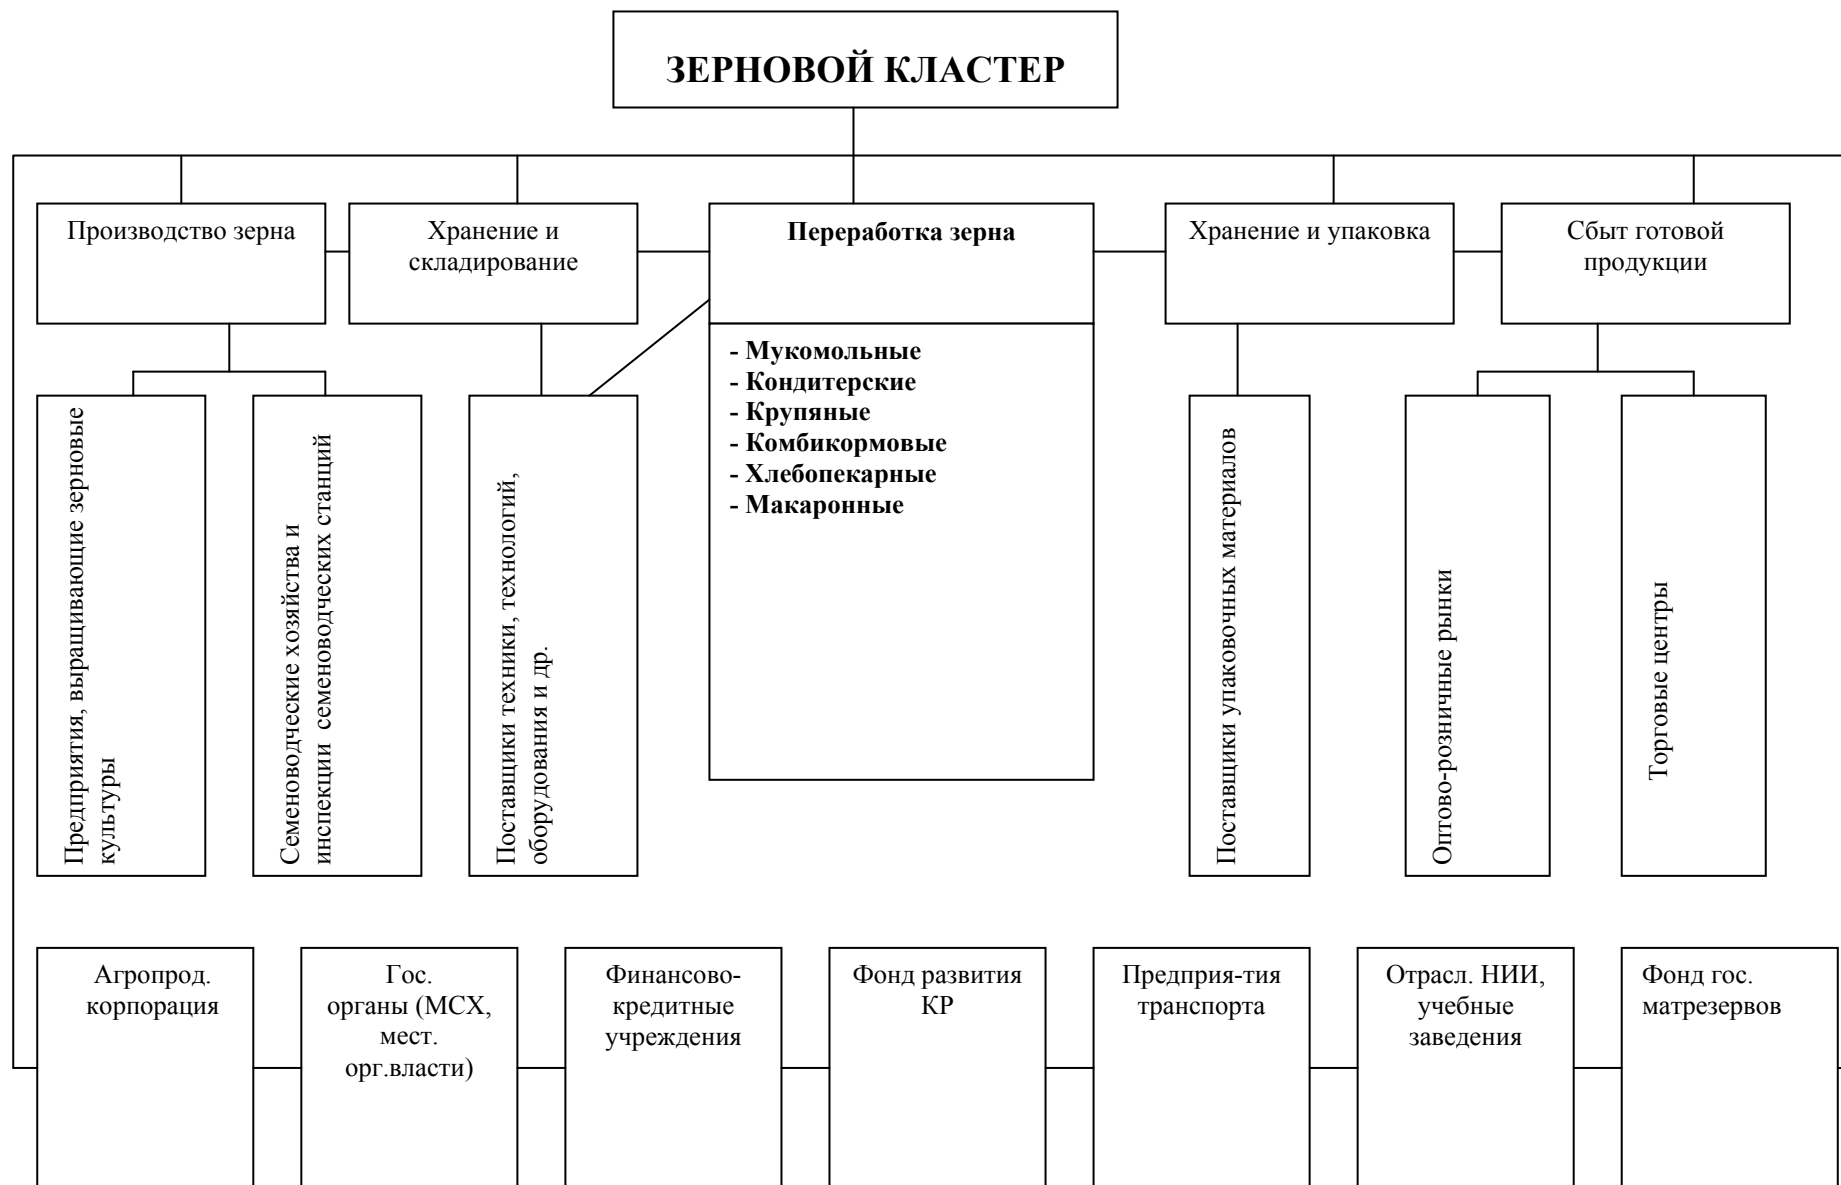 ЗЕРНОВОЙ КЛАСТЕР
Производство зерна
Хранение и
складирование
Переработка зерна
Хранение и упаковка
Сбыт готовой
продукции
- Мукомольные
- Кондитерские
- Крупяные
- Комбикормовые
- Хлебопекарные
- Макаронные
Предприятия, выращивающие зерновые
культуры
Семеноводческие хозяйства и
инспекции семеноводческих станций
Поставщики техники, технологий,
оборудования и др.
Поставщики упаковочных материалов
Оптово-розничные рынки
Торговые центры
Агропрод.
корпорация
Гос.
органы (МСХ,
мест.
орг.власти)
Финансово-
кредитные
учреждения
Фонд развития
КР
Предприя-тия
транспорта
Отрасл. НИИ,
учебные
заведения
Фонд гос.
матрезервов